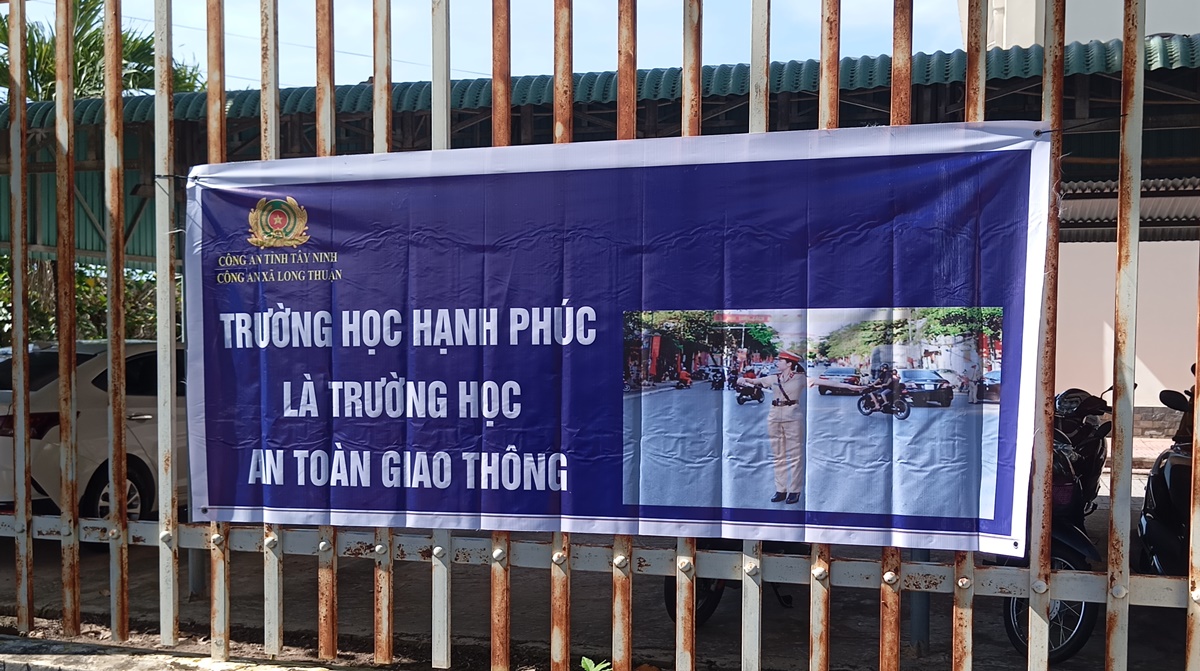 CÔNG AN TỈNH TÂY NINH
CÔNG AN XÃ LONG THUẬN
TRƯỜNG HỌC HẠNH PHÚC
LÀ TRƯỜNG HỌC
AN TOÀN GIAO THÔNG